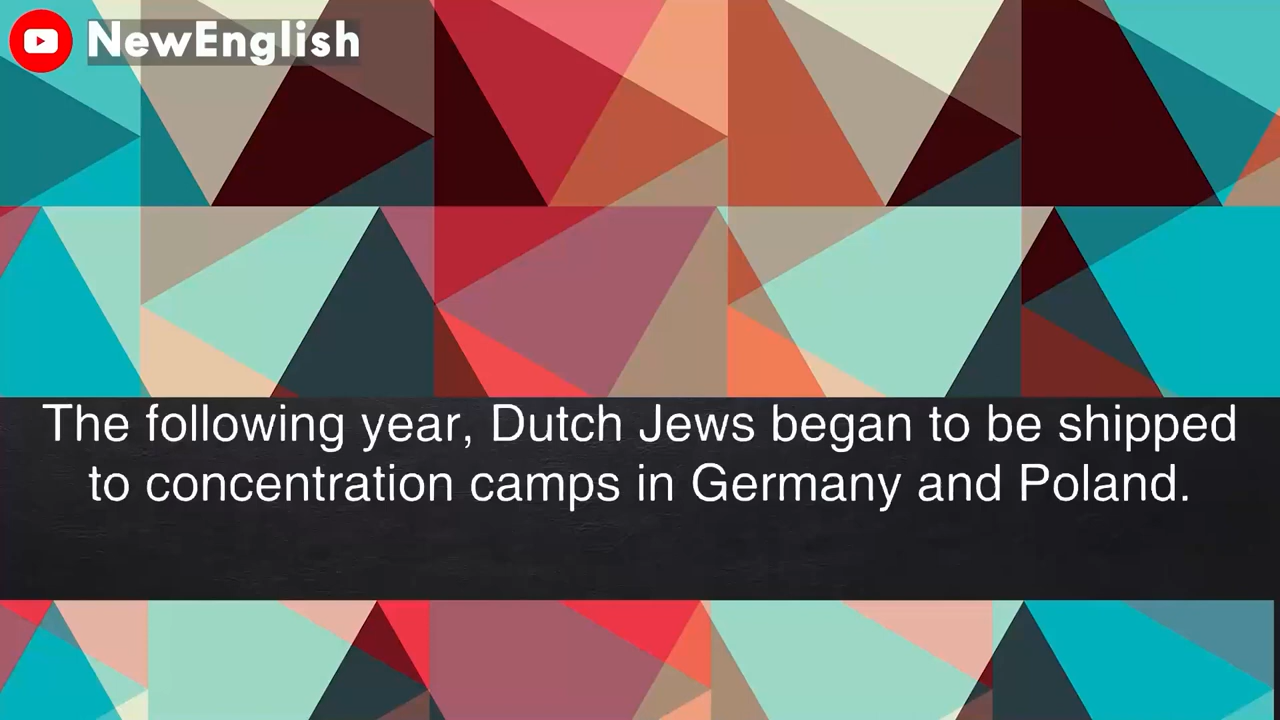 NewEnglish
The following year, Dutch Jews began to be shipped
to concentration camps in Germany and Poland.